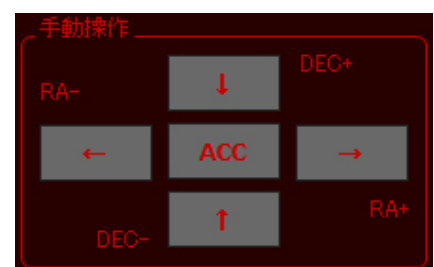 手動操作
DEC+
RA-
↓
← ACC →
↑
RA+
DEC-